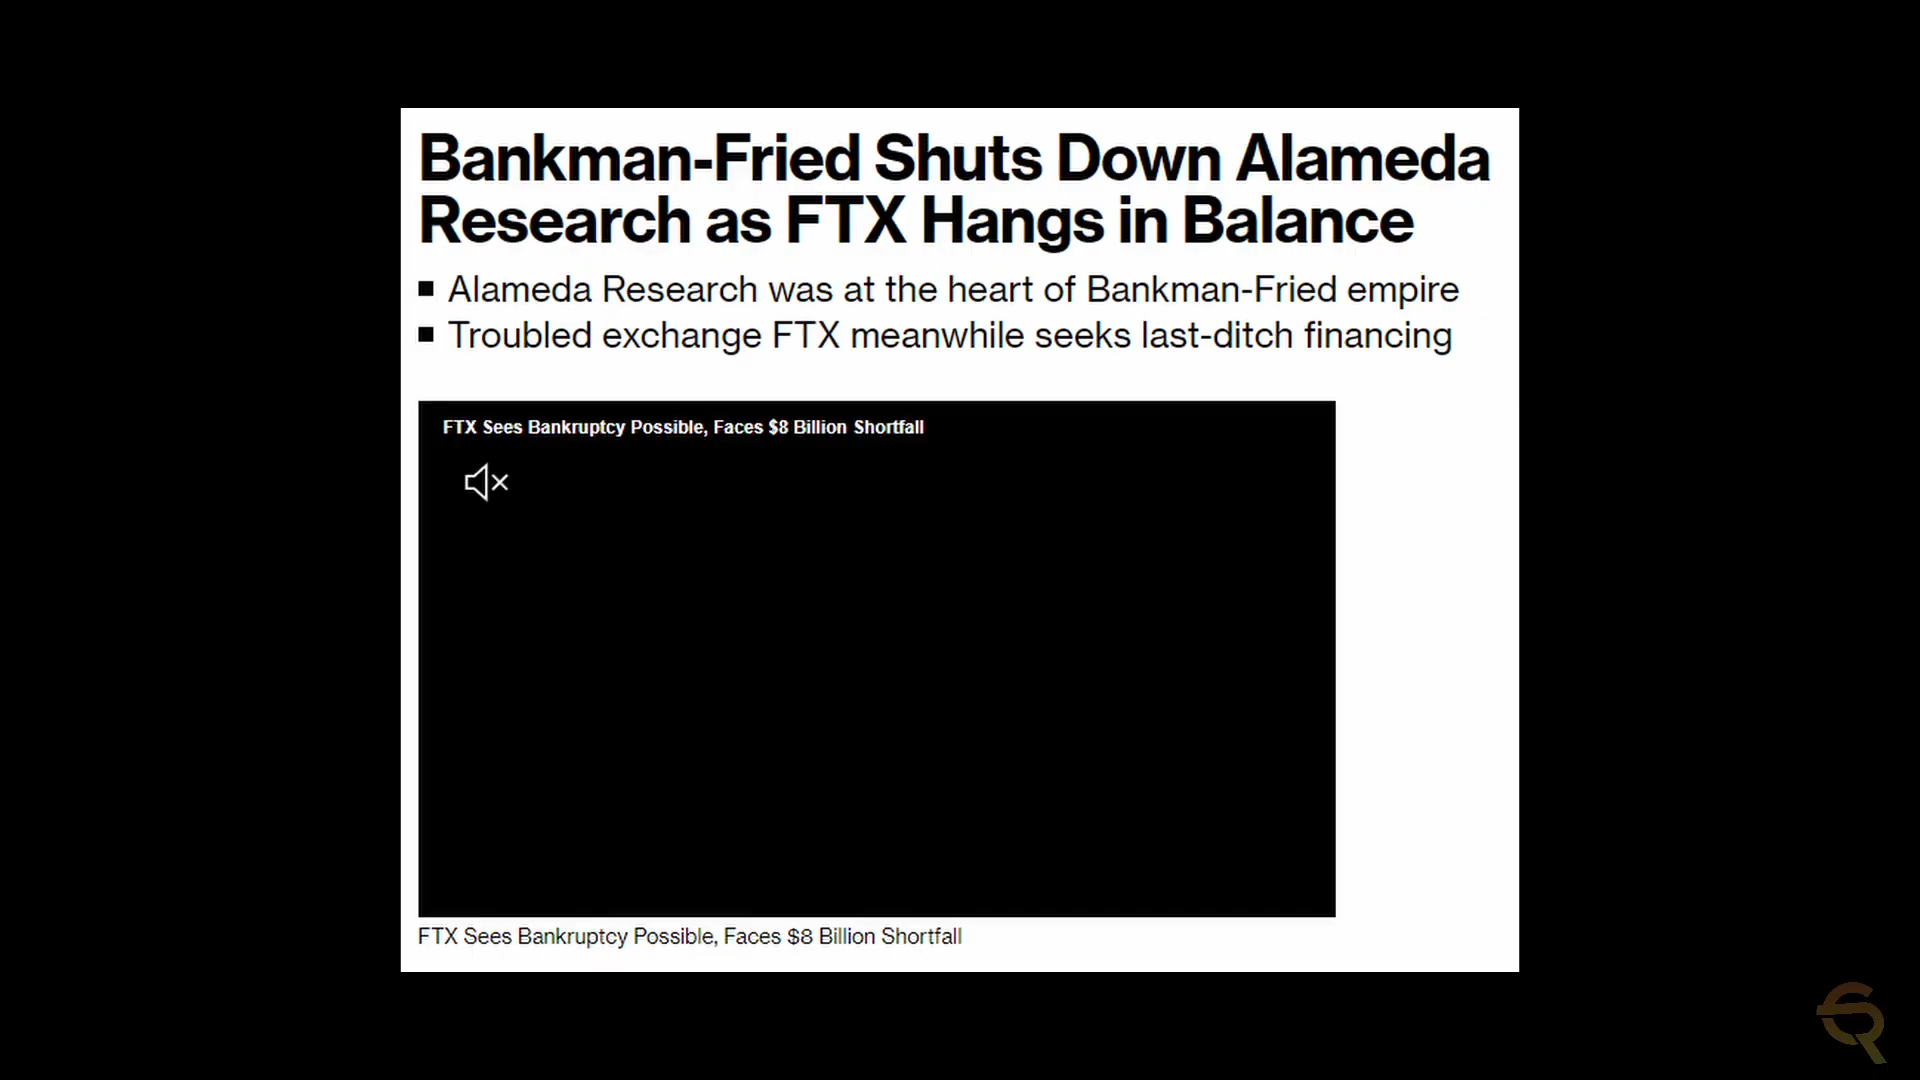 Bankman-Fried Shuts Down Alameda
Research as FTX Hangs in Balance
Alameda Research was at the heart of Bankman-Fried empire
Troubled exchange FTX meanwhile seeks last-ditch financing
FTX Sees Bankruptcy Possible, Faces $8 Billion Shortfall
FTX Sees Bankruptcy Possible, Faces $8 Billion Shortfall